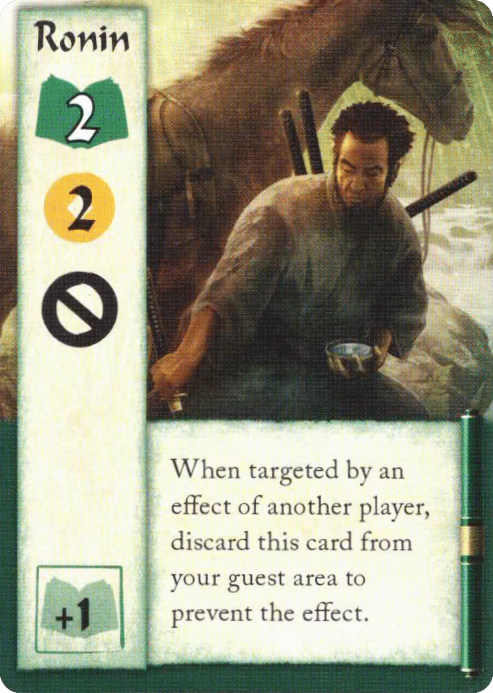 Ronin
2
2
When targeted by an
effect of another player,
discard this card from
your guest area to
prevent the effect.
+1